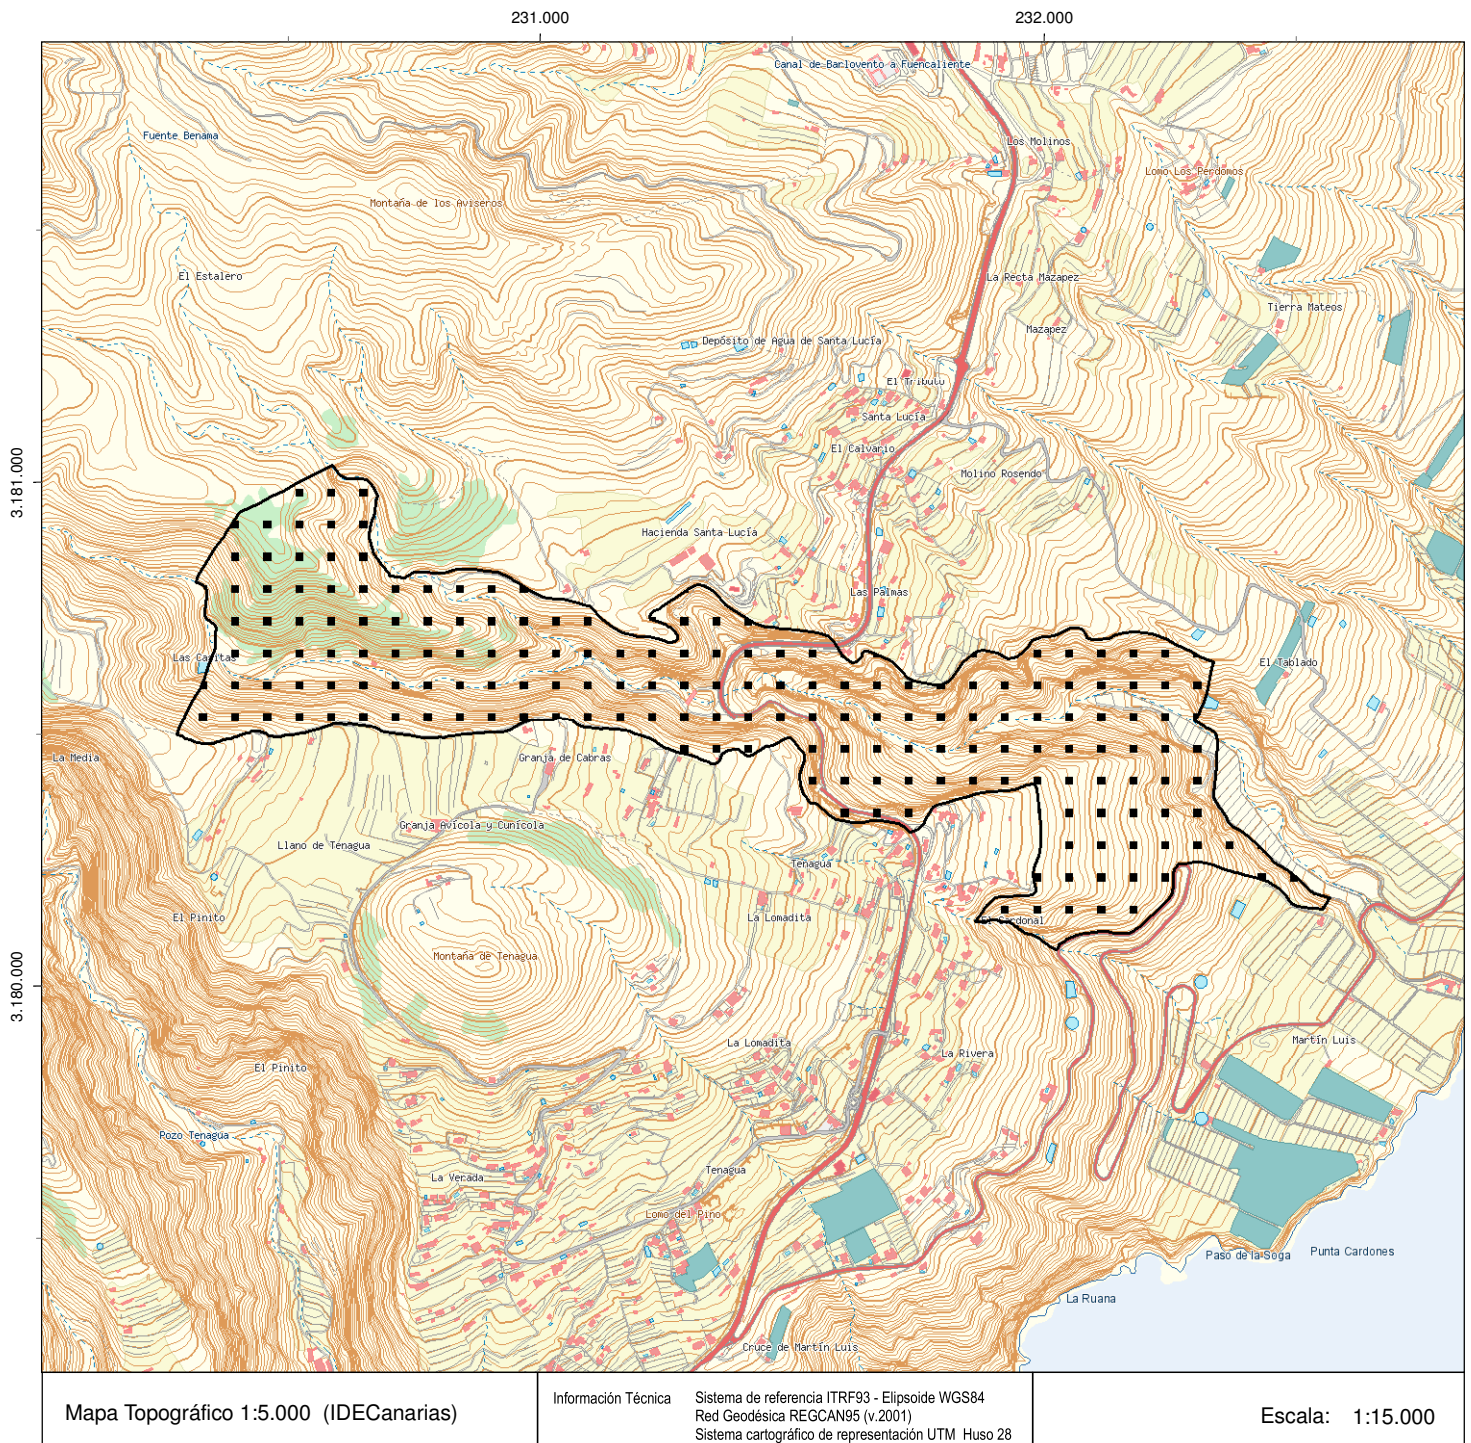 231.000
232.000
Canal de Barlovento a Fuencaliente
Fuente Benama
Los Molinos
Lomo Los Perdomos
Montaña de los Aviseros
El Estalero
La Recta Mazapez
Tierra Mateos
Mazapez
Depósito de Agua de Santa Lucía
El Tributo
Santa Lucía
El Calvario
Molino Rosendo
3.181.000
Hacienda Santa Lucía
Las Palmas
Las Casitas
El Tablado
La Media
Granja de Cabras
Granja Avícola y Cunícola
Llano de Tenagua
Tenagua
El Pinito
La Lomadita
El Cardonal
Montaña de Tenagua
3.180.000
La Lomadita
La Rivera
Martín Luis
El Pinito
Pozo Tenagua
La Verada
Tenagua
Lomo del Pino
Paso de la Soga
Punta Cardones
La Ruana
Cruce de Martín Luis
Mapa Topográfico 1:5.000 (IDECanarias)
Información Técnica
Sistema de referencia ITRF93 - Elipsoide WGS84
Red Geodésica REGCAN95 (v.2001)
Sistema cartográfico de representación UTM Huso 28
Escala: 1:15.000